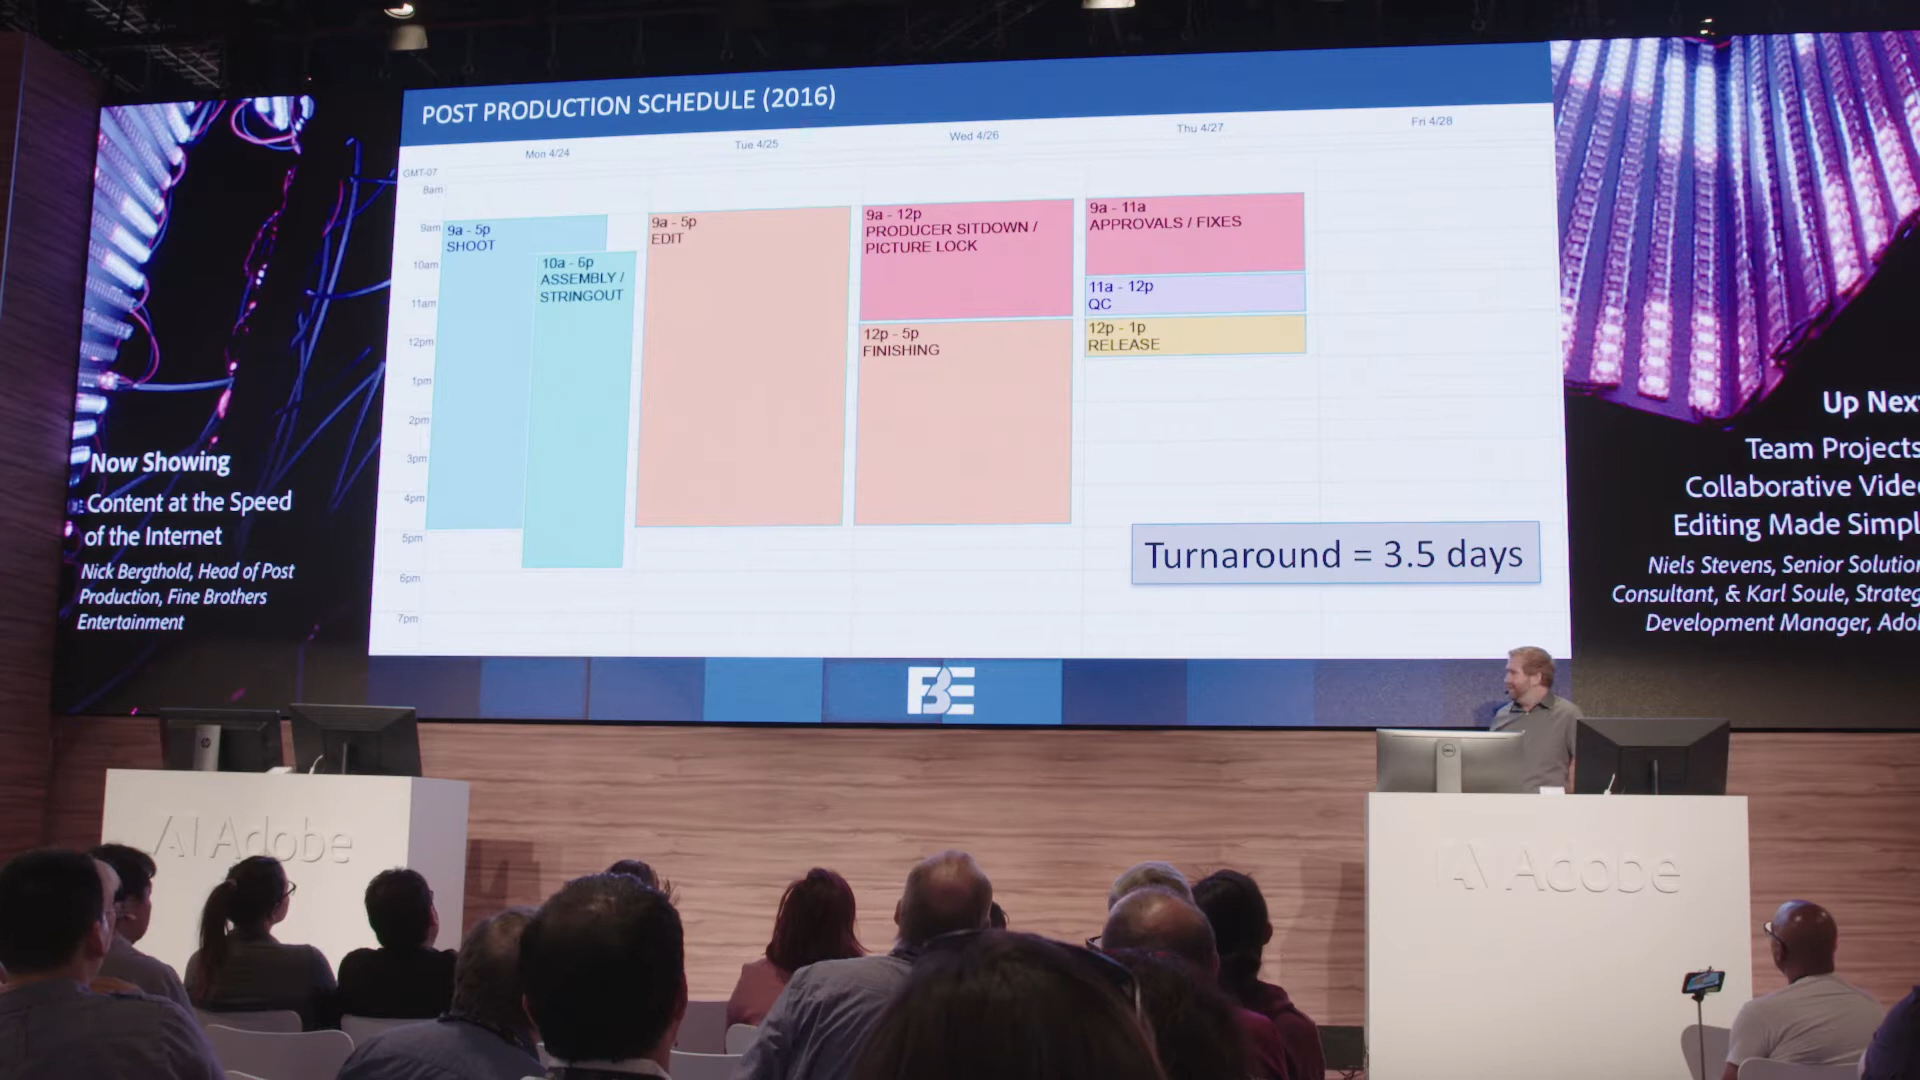 POST PRODUCTION SCHEDULE (2016)
Mon 4/24
Tue 4/25
Wed 4/26
Thu 4/27
Fri 4/28
GMT-07
8am
9am
10am
11am
12pm
1pm
2pm
3pm
4pm
5pm
6pm
7pm
9a - 5p
SHOOT
10a - 6p
ASSEMBLY /
STRINGOUT
9a - 5p
EDIT
9a - 12p
PRODUCER SITDOWN /
PICTURE LOCK
12p - 5p
FINISHING
9a - 11a
APPROVALS / FIXES
11a - 12p
QC
12p - 1p
RELEASE
Turnaround = 3.5 days
FBE
Now Showing
Content at the Speed
of the Internet
Nick Bergthold, Head of Post
Production, Fine Brothers
Entertainment
Up Next
Team Projects
Collaborative Vide
Editing Made Simpl
Niels Stevens, Senior Solution
Consultant, & Karl Soule, Strateg
Development Manager, Ado
Adobe
Adobe
hp
DELL